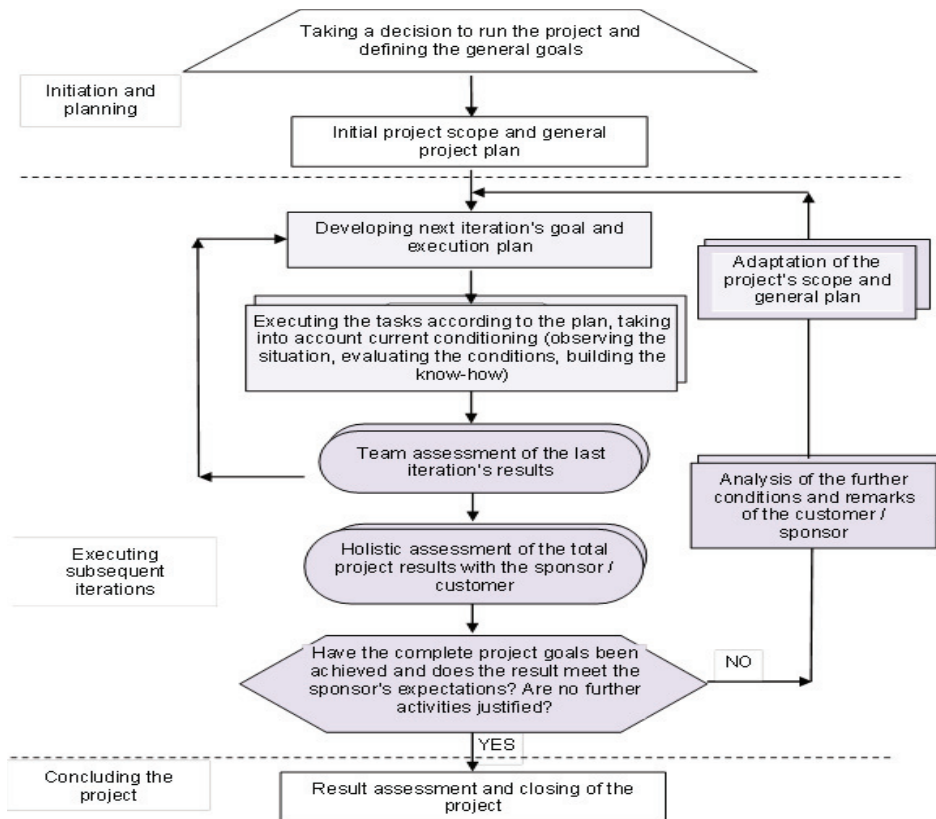 Taking a decision to run the project and
defining the general goals
Initiation and
planning
Initial project scope and general
project plan
Developing next iteration's goal and
execution plan
Adaptation of the
project's scope and
general plan
Executing the tasks according to the plan, taking
into account current conditioning (observing the
situation, evaluating the conditions, building the
know-how)
Team assessment of the last
iteration's results
Analysis of the further
conditions and remarks
of the customer /
sponsor
Holistic assessment of the total
project results with the sponsor /
customer
Executing
subsequent
iterations
Have the complete project goals been
achieved and does the result meet the
sponsor's expectations? Are no further
activities justified?
NO
YES
Concluding the
project
Result assessment and closing of the
project